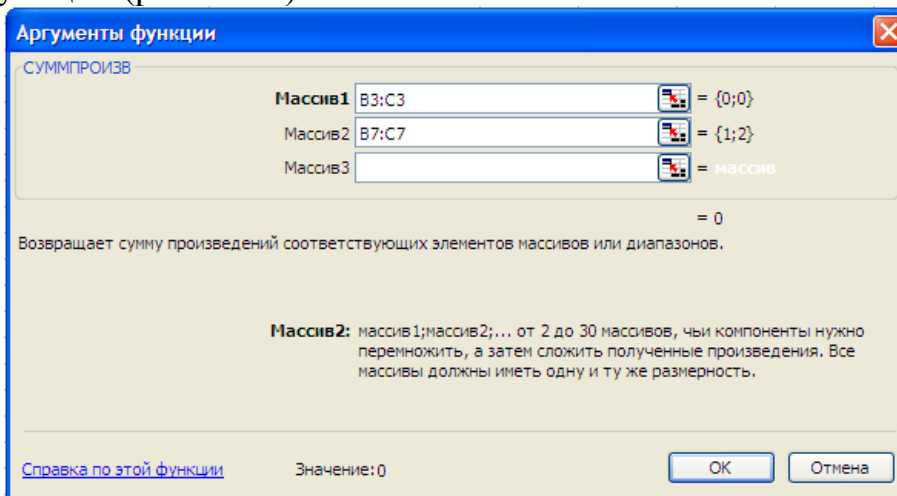 Аргументы функции
СУММПРОИЗВ
Массив1 B3:C3 = {0;0}
Массив2 B7:C7 = {1;2}
Массив3 = массив
= 0
Возвращает сумму произведений соответствующих элементов массивов или диапазонов.
Массив2: массив1;массив2;... от 2 до 30 массивов, чьи компоненты нужно
перемножить, а затем сложить полученные произведения. Все
массивы должны иметь одну и ту же размерность.
Справка по этой функции Значение:0 ОК Отмена